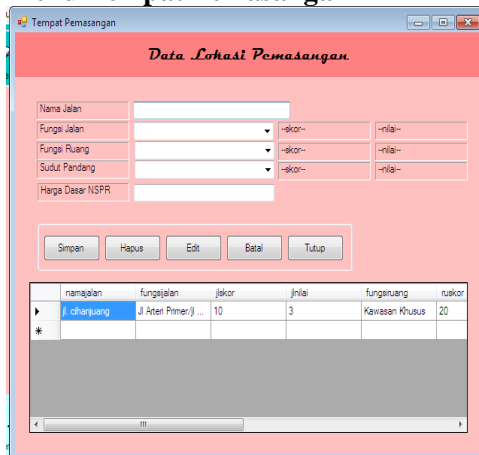 Tempat Pemasangan
Data Lokasi Pemasangan
Nama Jalan
Fungsi Jalan --skor-- --nilai--
Fungsi Ruang --skor-- --nilai--
Sudut Pandang --skor-- --nilai--
Harga Dasar NSPR
Simpan Hapus Edit Batal Tutup
namajalan fungsijalan jlskor jlnilai fungsiruang ruskor
jl. cihanjuang Jl Arteri Primer/jl ... 10 3 Kawasan Khusus 20